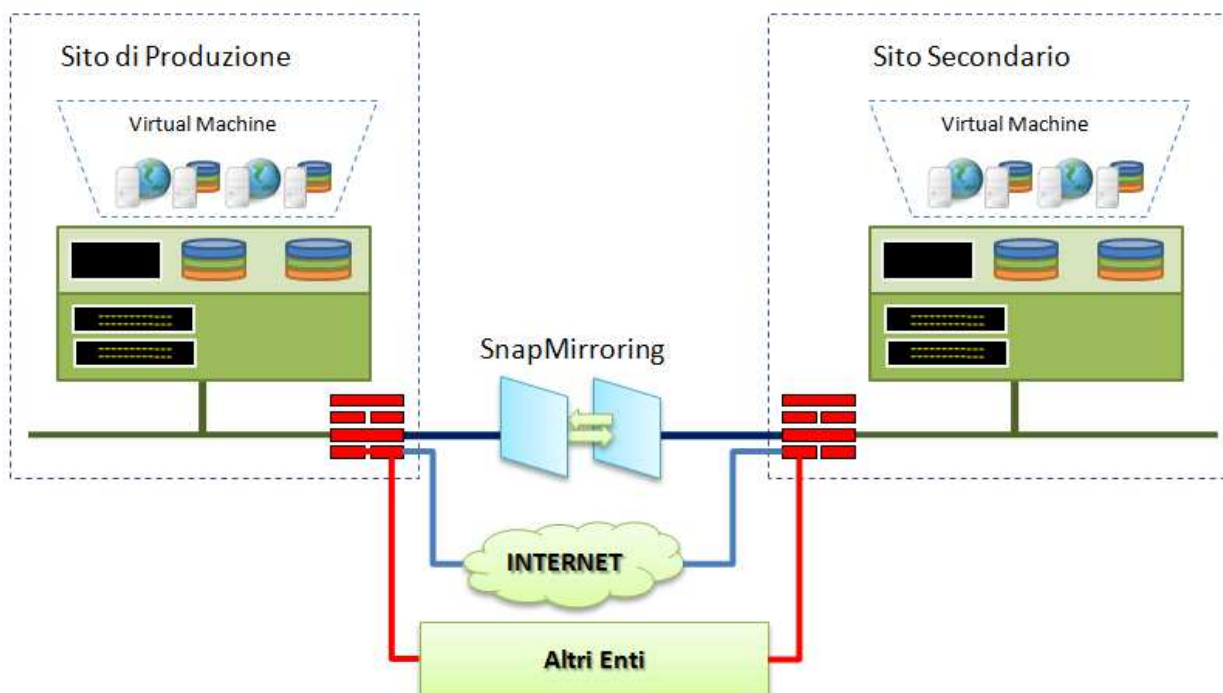 Sito di Produzione
Virtual Machine
Sito Secondario
Virtual Machine
SnapMirroring
INTERNET
Altri Enti